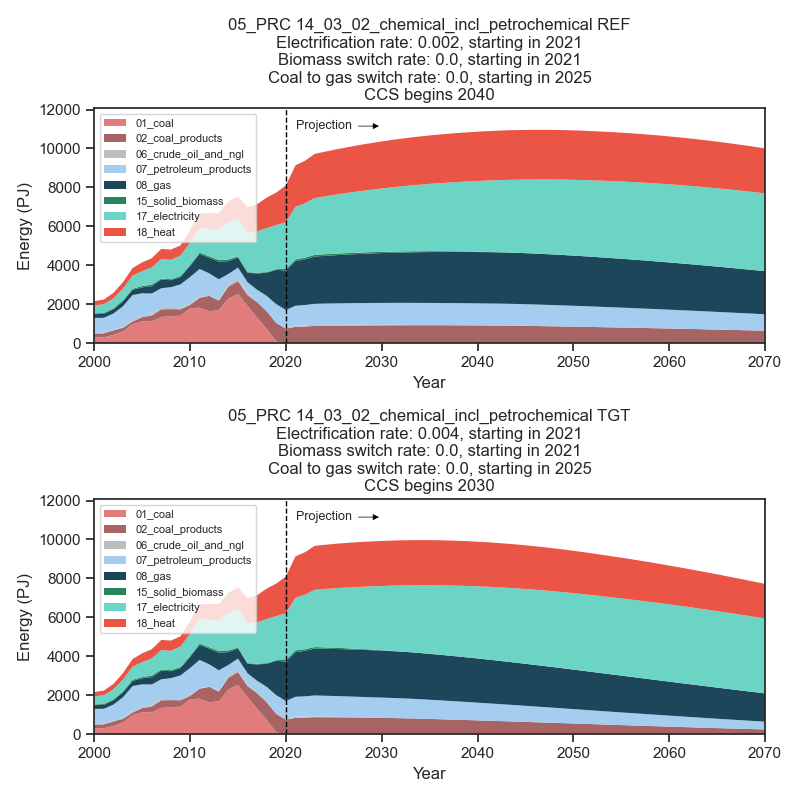 05_PRC 14_03_02_chemical_incl_petrochemical REF
Electrification rate: 0.002, starting in 2021
Biomass switch rate: 0.0, starting in 2021
Coal to gas switch rate: 0.0, starting in 2025
CCS begins 2040
12000
10000
8000
6000
4000
2000
0
Energy (PJ)
01_coal
02_coal_products
06_crude_oil_and_ngl
07_petroleum_products
08_gas
15_solid_biomass
17_electricity
18_heat
Projection
2000 2010 2020 2030 2040 2050 2060 2070
Year
05_PRC 14_03_02_chemical_incl_petrochemical TGT
Electrification rate: 0.004, starting in 2021
Biomass switch rate: 0.0, starting in 2021
Coal to gas switch rate: 0.0, starting in 2025
CCS begins 2030
12000
10000
8000
6000
4000
2000
0
Energy (PJ)
01_coal
02_coal_products
06_crude_oil_and_ngl
07_petroleum_products
08_gas
15_solid_biomass
17_electricity
18_heat
Projection
2000 2010 2020 2030 2040 2050 2060 2070
Year